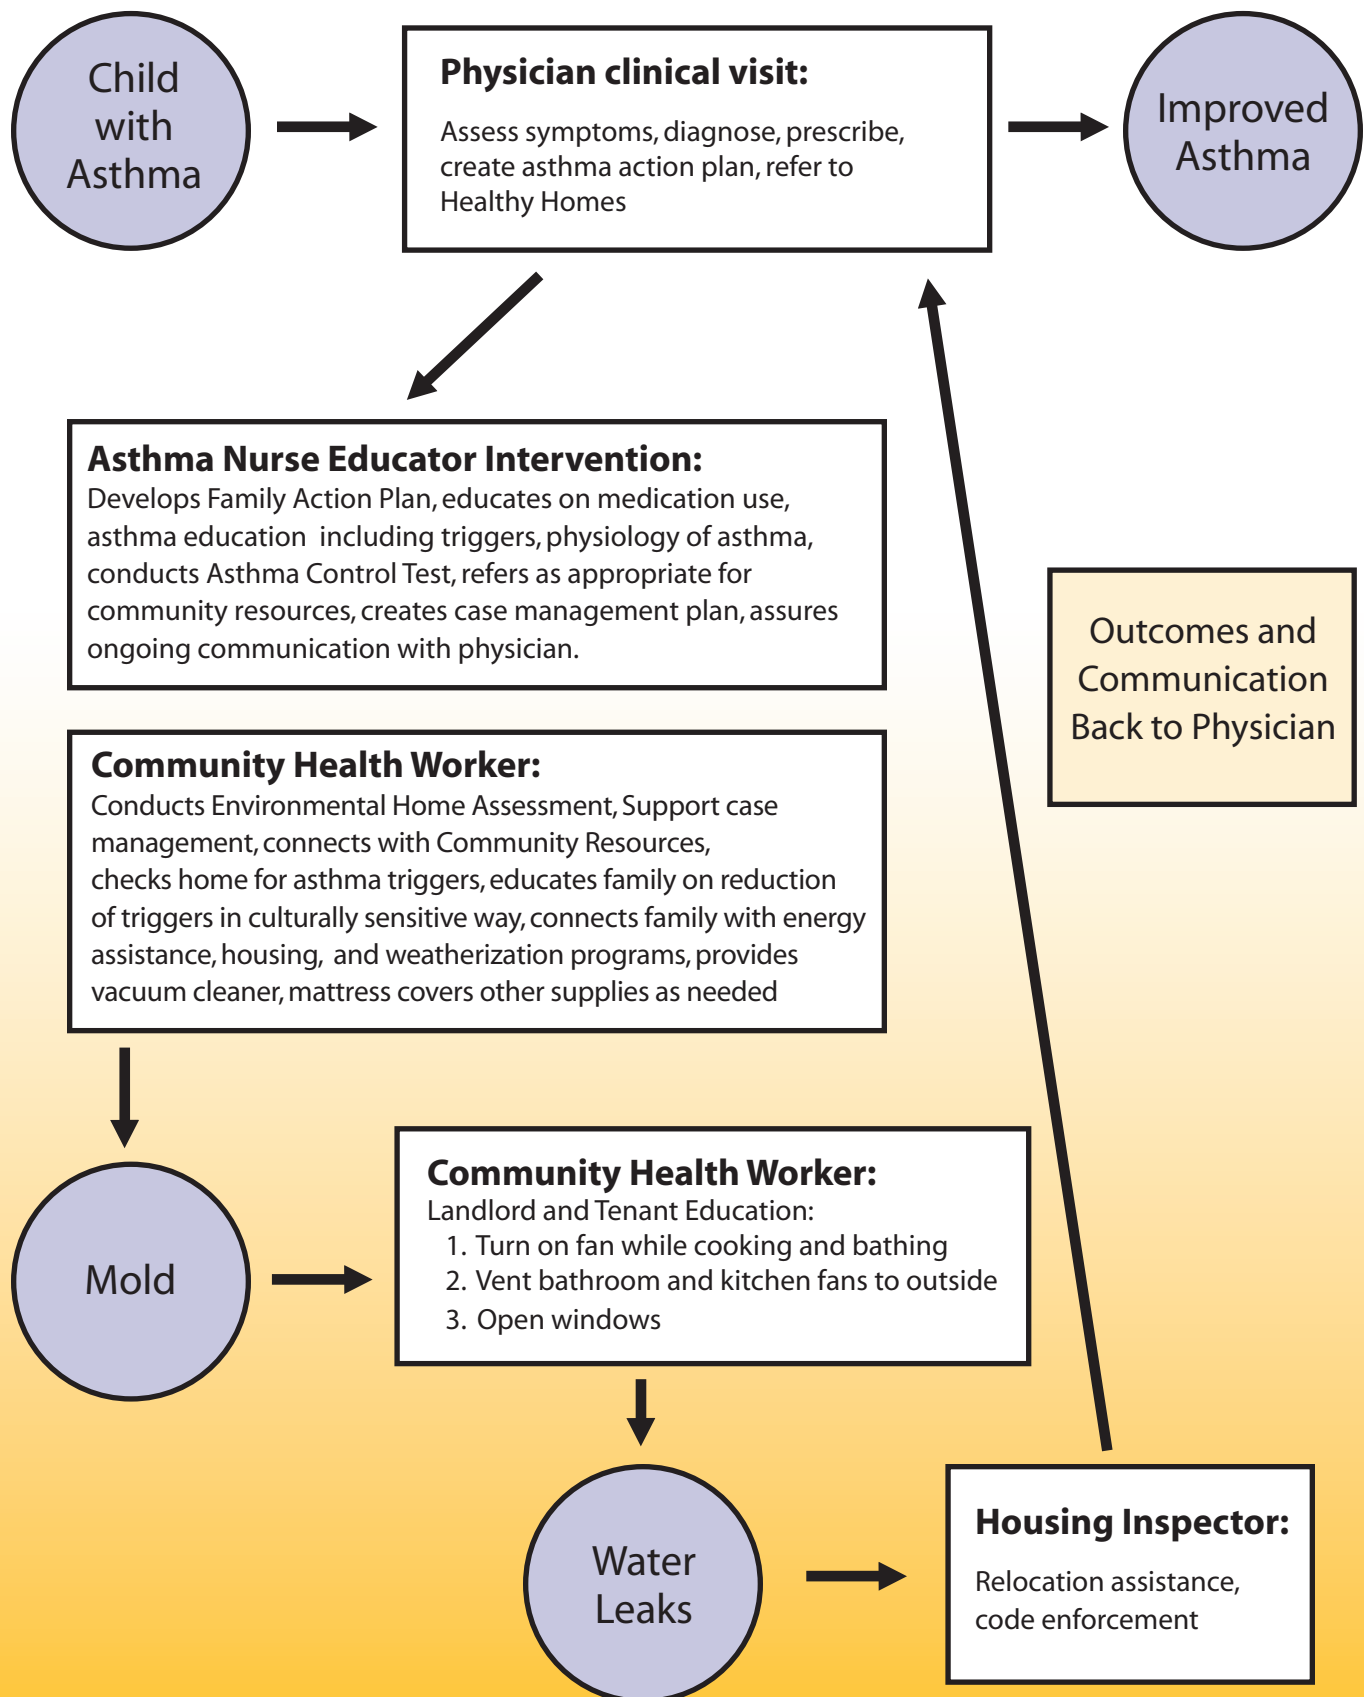 Child
with
Asthma
Physician clinical visit:
Assess symptoms, diagnose, prescribe,
create asthma action plan, refer to
Healthy Homes
Improved
Asthma
Asthma Nurse Educator Intervention:
Develops Family Action Plan, educates on medication use,
asthma education including triggers, physiology of asthma,
conducts Asthma Control Test, refers as appropriate for
community resources, creates case management plan, assures
ongoing communication with physician.
Outcomes and
Communication
Back to Physician
Community Health Worker:
Conducts Environmental Home Assessment, Support case
management, connects with Community Resources,
checks home for asthma triggers, educates family on reduction
of triggers in culturally sensitive way, connects family with energy
assistance, housing, and weatherization programs, provides
vacuum cleaner, mattress covers other supplies as needed
Mold
Community Health Worker:
Landlord and Tenant Education:
1. Turn on fan while cooking and bathing
2. Vent bathroom and kitchen fans to outside
3. Open windows
Water
Leaks
Housing Inspector:
Relocation assistance,
code enforcement